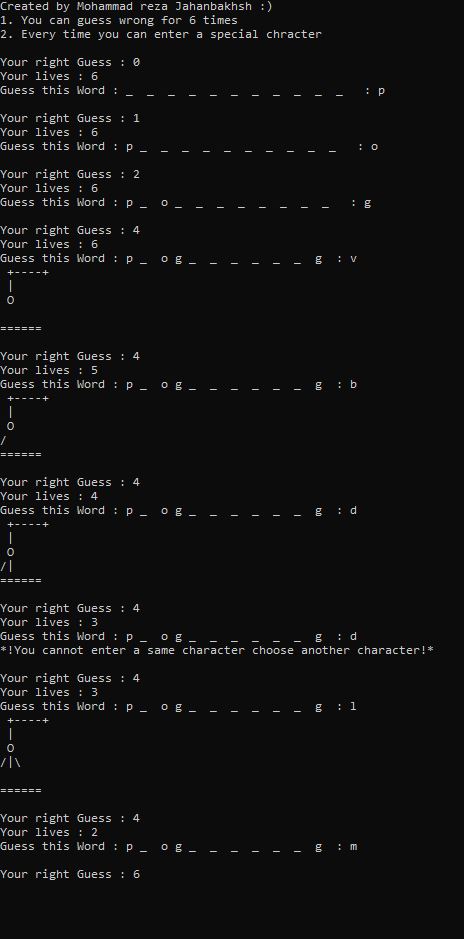 Created by Mohammad reza Jahanbakhsh :)
1. You can guess wrong for 6 times
2. Every time you can enter a special chracter
Your right Guess : 0
Your lives : 6
Guess this Word : _  _  _  _  _  _  _  _  _  _  _   : p
Your right Guess : 1
Your lives : 6
Guess this Word : p _  _  _  _  _  _  _  _  _  _   : o
Your right Guess : 2
Your lives : 6
Guess this Word : p _  o _  _  _  _  _  _  _  _   : g
Your right Guess : 4
Your lives : 6
Guess this Word : p _  o g _  _  _  _  _  _  g  : v
 +----+
 |
 O
======
Your right Guess : 4
Your lives : 5
Guess this Word : p _  o g _  _  _  _  _  _  g  : b
 +----+
 |
 O
/
======
Your right Guess : 4
Your lives : 4
Guess this Word : p _  o g _  _  _  _  _  _  g  : d
 +----+
 |
 O
/|
======
Your right Guess : 4
Your lives : 3
Guess this Word : p _  o g _  _  _  _  _  _  g  : d
*!You cannot enter a same character choose another character!*
Your right Guess : 4
Your lives : 3
Guess this Word : p _  o g _  _  _  _  _  _  g  : l
 +----+
 |
 O
/|\
======
Your right Guess : 4
Your lives : 2
Guess this Word : p _  o g _  _  _  _  _  _  g  : m
Your right Guess : 6